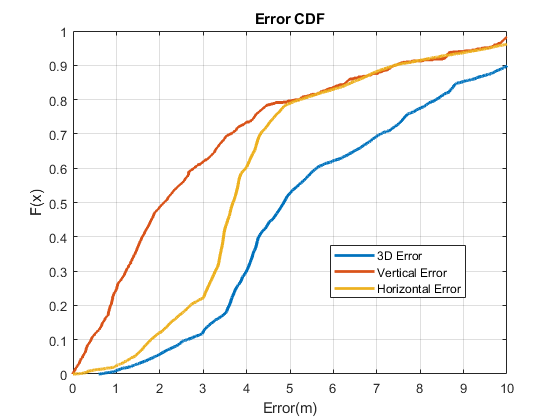 Error CDF
1
0.9
0.8
0.7
0.6
0.5
0.4
0.3
0.2
0.1
0
F(x)
3D Error
Vertical Error
Horizontal Error
0 1 2 3 4 5 6 7 8 9 10
Error(m)